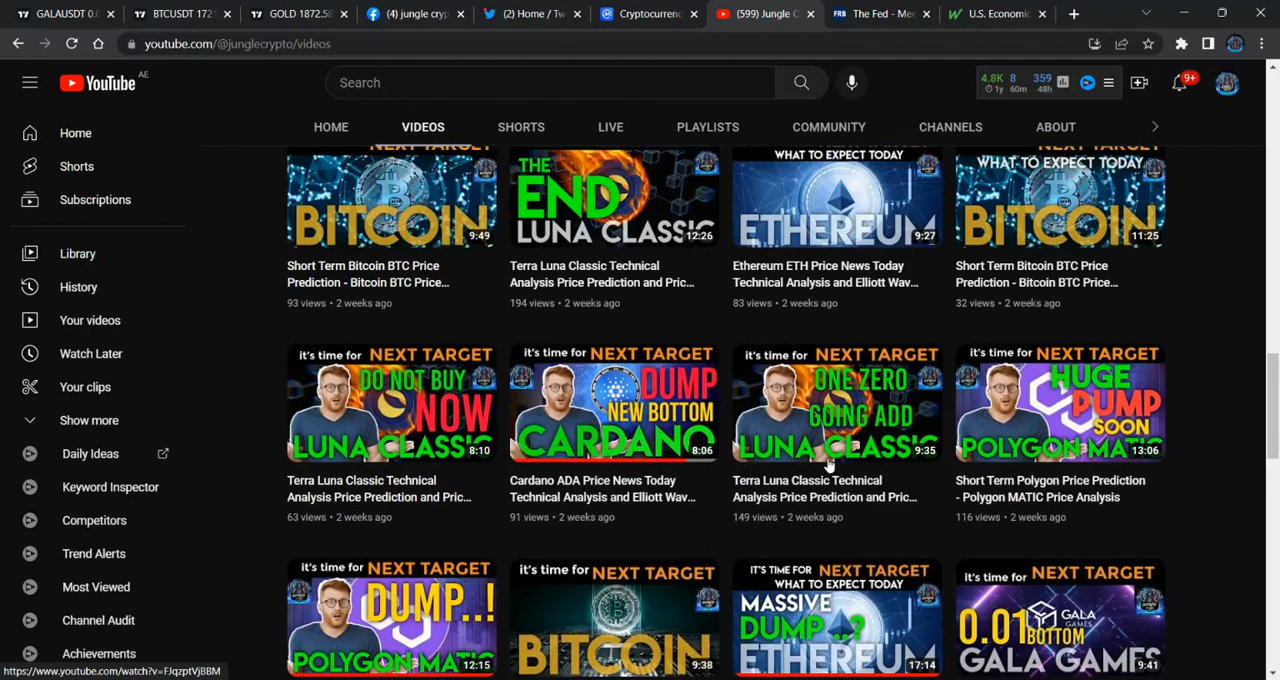 GALAUSDT 0.0
BTCUSDT 1721
GOLD 1872.58
(4) jungle cryp
(2) Home / Tw
Cryptocurrenc
(599) Jungle C
FRB
The Fed - Mee
U.S. Economic
youtube.com/@junglecrypto/videos
YouTube
AE
Search
4.8K
1y
8
60m
359
48h
9+
HOME
VIDEOS
SHORTS
LIVE
PLAYLISTS
COMMUNITY
CHANNELS
ABOUT
Home
Shorts
Subscriptions
Library
History
Your videos
Watch Later
Your clips
Show more
Daily Ideas
Keyword Inspector
Competitors
Trend Alerts
Most Viewed
Channel Audit
Achievements
NEXT TARGET
BITCOIN
9:49
THE
END
LUNA CLASSIC
12:26
WHAT TO EXPECT TODAY
ETHEREUM
9:27
WHAT TO EXPECT TODAY
BITCOIN
11:25
Short Term Bitcoin BTC Price
Prediction - Bitcoin BTC Price...
93 views • 2 weeks ago
Terra Luna Classic Technical
Analysis Price Prediction and Pric...
194 views • 2 weeks ago
Ethereum ETH Price News Today
Technical Analysis and Elliott Wav...
83 views • 2 weeks ago
Short Term Bitcoin BTC Price
Prediction - Bitcoin BTC Price...
32 views • 2 weeks ago
it's time for NEXT TARGET
DO NOT BUY
NOW
LUNA CLASSIC
8:10
it's time for NEXT TARGET
DUMP
NEW BOTTOM
CARDANO
8:06
it's time for NEXT TARGET
ONE ZERO
GOING ADD
LUNA CLASSIC
9:35
it's time for NEXT TARGET
HUGE
PUMP
SOON
POLYGON MATIC
13:06
Terra Luna Classic Technical
Analysis Price Prediction and Pric...
63 views • 2 weeks ago
Cardano ADA Price News Today
Technical Analysis and Elliott Wav...
91 views • 2 weeks ago
Terra Luna Classic Technical
Analysis Price Prediction and Pric...
149 views • 2 weeks ago
Short Term Polygon Price Prediction
- Polygon MATIC Price Analysis
116 views • 2 weeks ago
it's time for NEXT TARGET
DUMP..!
POLYGON MATIC
12:15
it's time for NEXT TARGET
BITCOIN
9:38
IT'S TIME FOR NEXT TARGET
WHAT TO EXPECT TODAY
MASSIVE
DUMP ..?
ETHEREUM
17:14
it's time for NEXT TARGET
0.01
BOTTOM
GALA
GAMES
GALA GAMES
9:41
https://www.youtube.com/watch?v=FJqzptVj8BM